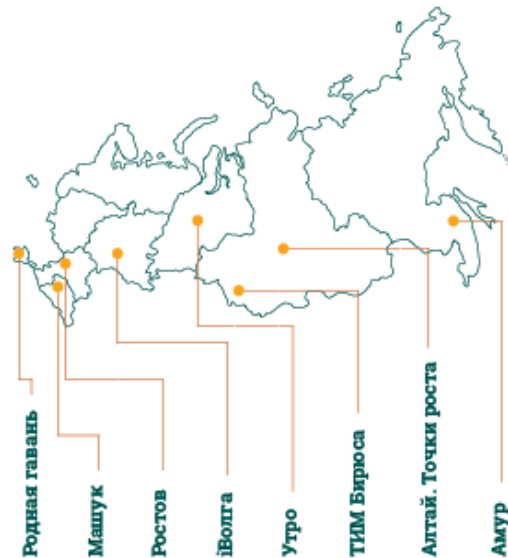 Родная гавань
Машук
Ростов
iВолга
Утро
ТИМ Бирюса
Алтай. Точки роста
Амур